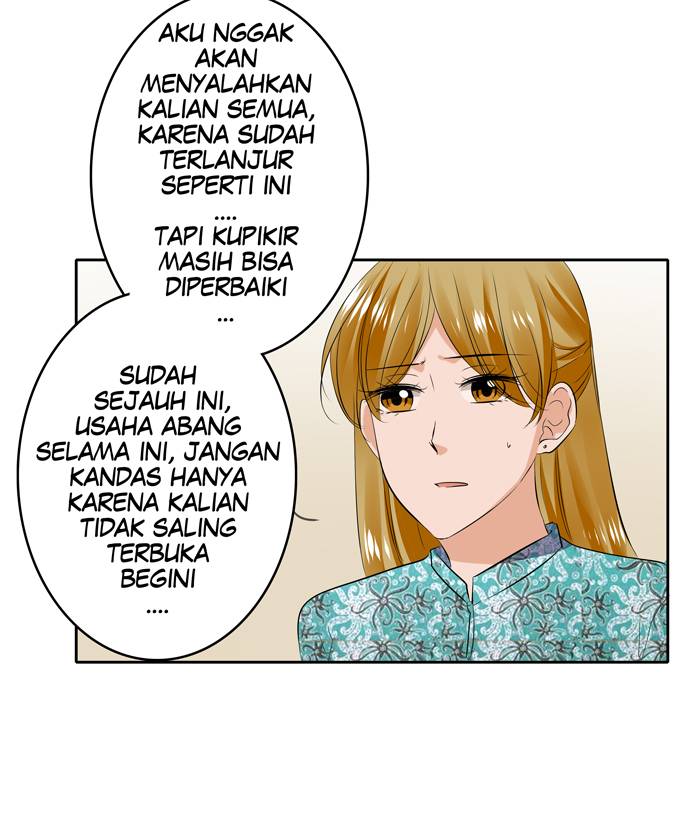 AKU NGGAK
AKAN
MENYALAHKAN
KALIAN SEMUA,
KARENA SUDAH
TERLANJUR
SEPERTI INI
....
TAPI KUPIKIR
MASIH BISA
DIPERBAIKI
...
SUDAH
SEJAUH INI,
USAHA ABANG
SELAMA INI, JANGAN
KANDAS HANYA
KARENA KALIAN
TIDAK SALING
TERBUKA
BEGINI
....